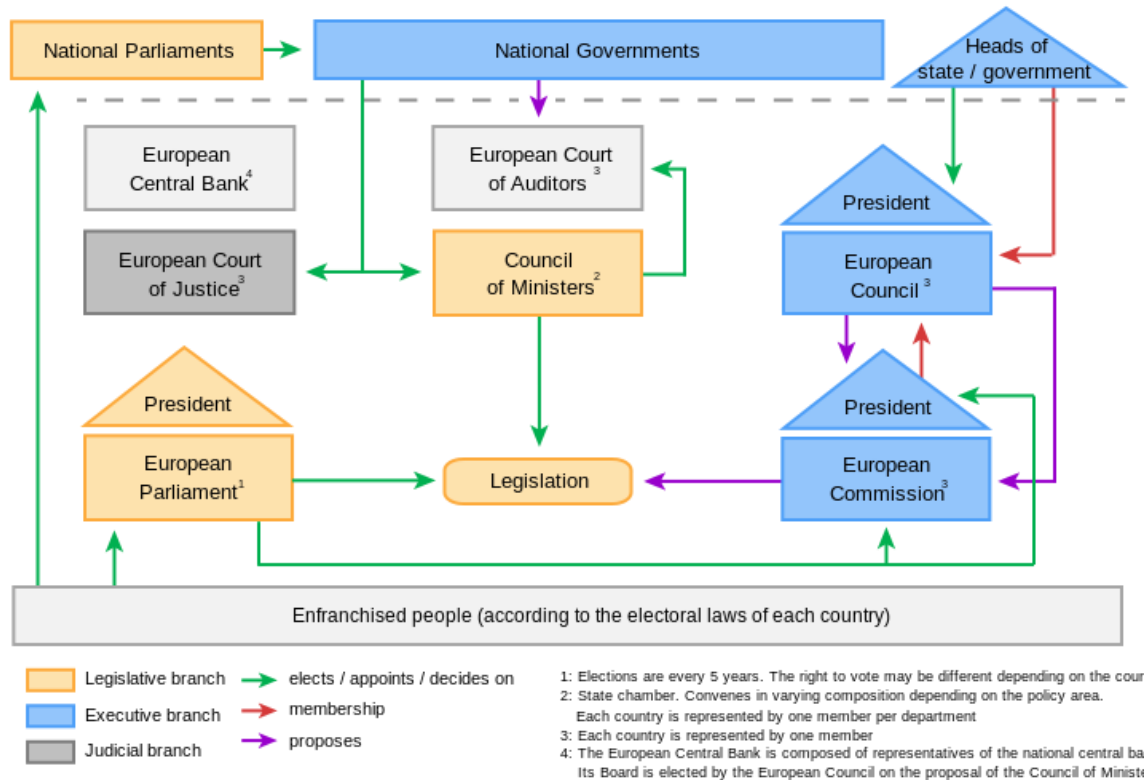 National Parliaments
National Governments
Heads of
state / government
European
Central Bank4
European Court
of Auditors 3
President
European Court
of Justice3
Council
of Ministers2
European
Council 3
President
President
European
Parliament1
Legislation
European
Commission3
Enfranchised people (according to the electoral laws of each country)
Legislative branch
Executive branch
Judicial branch
elects / appoints / decides on
membership
proposes
1: Elections are every 5 years. The right to vote may be different depending on the
2: State chamber. Convenes in varying composition depending on the policy area.
Each country is represented by one member per department
3: Each country is represented by one member
4: The European Central Bank is composed of representatives of the national central
Its Board is elected by the European Council on the proposal of the Council of